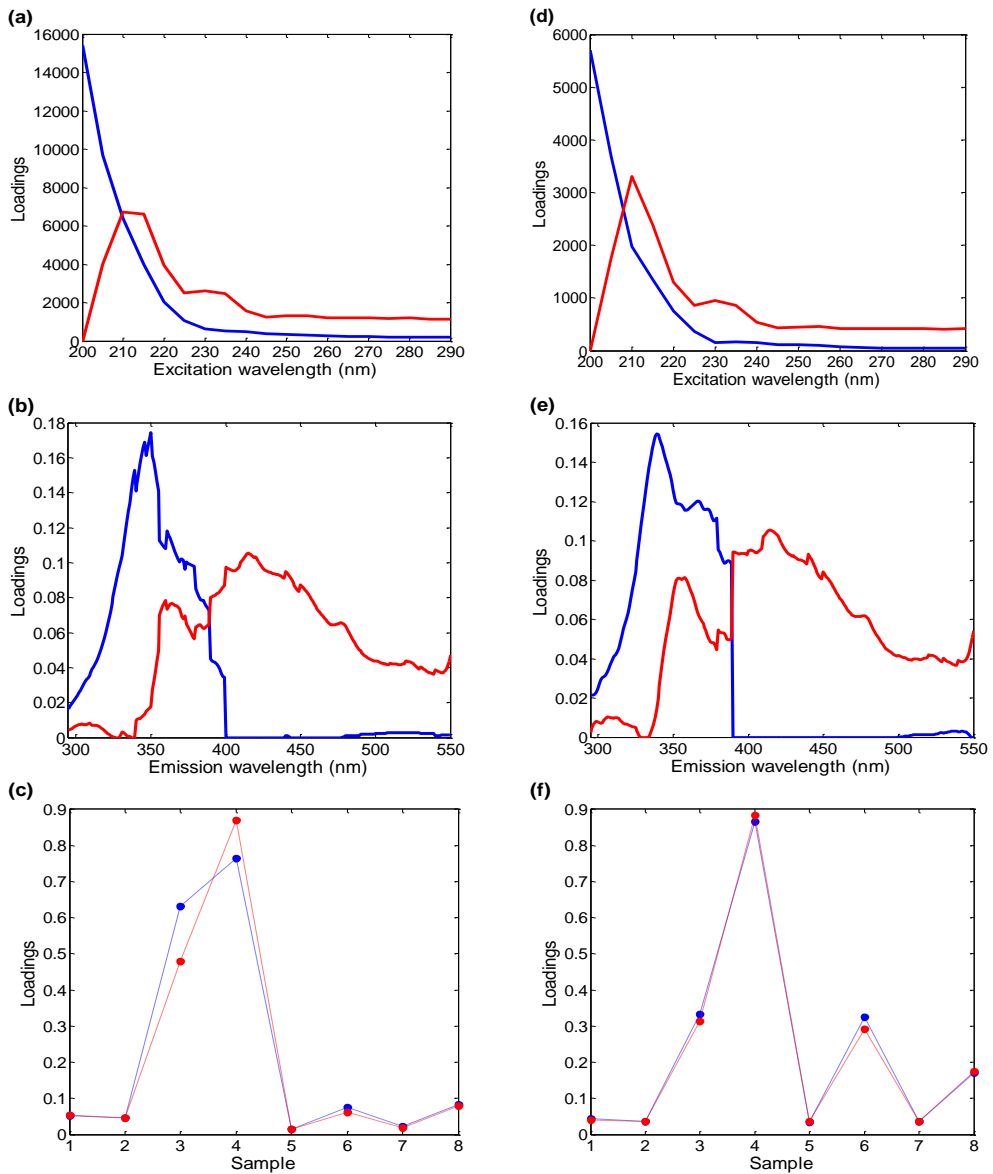 (a)
16000
14000
12000
10000
8000
6000
4000
2000
0
Loadings
200 210 220 230 240 250 260 270 280 290
Excitation wavelength (nm)
(d)
6000
5000
4000
3000
2000
1000
0
Loadings
200 210 220 230 240 250 260 270 280 290
Excitation wavelength (nm)
(b)
0.18
0.16
0.14
0.12
0.1
0.08
0.06
0.04
0.02
0
Loadings
300 350 400 450 500 550
Emission wavelength (nm)
(e)
0.16
0.14
0.12
0.1
0.08
0.06
0.04
0.02
0
Loadings
300 350 400 450 500 550
Emission wavelength (nm)
(c)
0.9
0.8
0.7
0.6
0.5
0.4
0.3
0.2
0.1
0
Loadings
1 2 3 4 5 6 7 8
Sample
(f)
0.9
0.8
0.7
0.6
0.5
0.4
0.3
0.2
0.1
0
Loadings
1 2 3 4 5 6 7 8
Sample